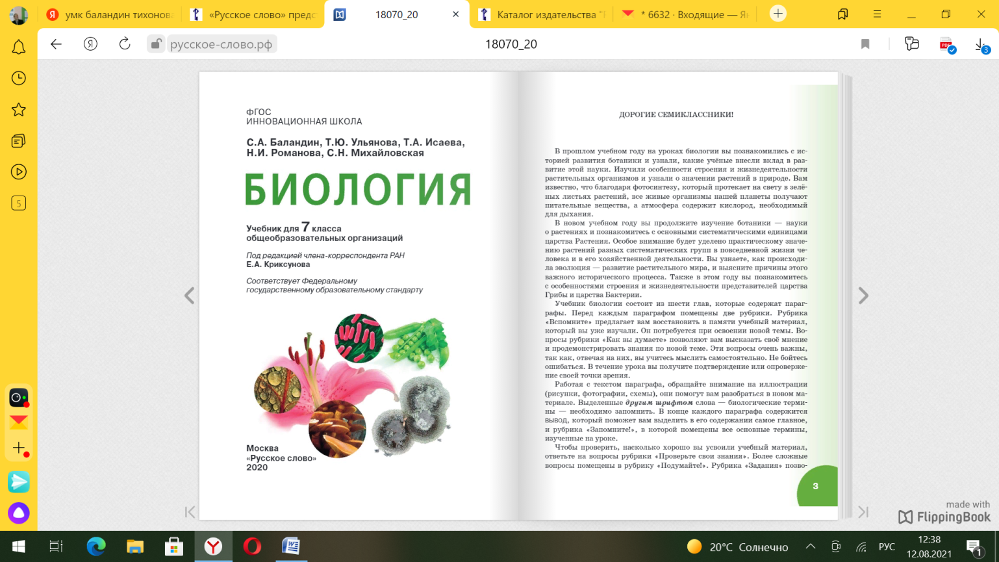 умк баландин тихонова
«Русское слово» предс
18070_20
Каталог издательства "
* 6632 · Входящие — Ян
русское-слово.рф
18070_20
PDF
3
5
ФГОС
ИННОВАЦИОННАЯ ШКОЛА
С.А. Баландин, Т.Ю. Ульянова, Т.А. Исаева,
Н.И. Романова, С.Н. Михайловская
БИОЛОГИЯ
Учебник для 7 класса
общеобразовательных организаций
Под редакцией члена-корреспондента РАН
Е.А. Криксунова
Соответствует Федеральному
государственному образовательному стандарту
Москва
«Русское слово»
2020
ДОРОГИЕ СЕМИКЛАССНИКИ!
В прошлом учебном году на уроках биологии вы познакомились с ис-
торией развития ботаники и узнали, какие учёные внесли вклад в раз-
витие этой науки. Изучили особенности строения и жизнедеятельности
растительных организмов и узнали о значении растений в природе. Вам
известно, что благодаря фотосинтезу, который протекает на свету в зелё-
ных листьях растений, все живые организмы нашей планеты получают
питательные вещества, а атмосфера содержит кислород, необходимый
для дыхания.
В новом учебном году вы продолжите изучение ботаники — науки
о растениях и познакомитесь с основными систематическими единицами
царства Растения. Особое внимание будет уделено практическому значе-
нию растений разных систематических групп в повседневной жизни че-
ловека и в его хозяйственной деятельности. Вы узнаете, как происходи-
ла эволюция — развитие растительного мира, и выясните причины этого
важного исторического процесса. Также в этом году вы познакомитесь
с особенностями строения и жизнедеятельности представителей царства
Грибы и царства Бактерии.
Учебник биологии состоит из шести глав, которые содержат параг-
рафы. Перед каждым параграфом помещены две рубрики. Рубрика
«Вспомните» предлагает вам восстановить в памяти учебный материал,
который вы уже изучали. Он потребуется при освоении новой темы. Во-
просы рубрики «Как вы думаете» позволяют вам высказать своё мнение
и продемонстрировать знания по новой теме. Эти вопросы очень важны,
так как, отвечая на них, вы учитесь мыслить самостоятельно. Не бойтесь
ошибаться. В течение урока вы получите подтверждение или опроверже-
ние своей точки зрения.
Работая с текстом параграфа, обращайте внимание на иллюстрации
(рисунки, фотографии, схемы), они помогут вам разобраться в новом ма-
териале. Выделенные другим шрифтом слова — биологические терми-
ны — необходимо запомнить. В конце каждого параграфа содержится
ВЫВОД, который поможет вам выделить в его содержании самое главное,
и рубрика «Запомните!», в которой помещены все основные термины,
изученные на уроке.
Чтобы проверить, насколько хорошо вы усвоили учебный материал,
ответьте на вопросы рубрики «Проверьте свои знания». Более сложные
вопросы помещены в рубрику «Подумайте!». Рубрика «Задания» позво-
3
made with
FlippingBook
20°C Солнечно
РУС
12:38
12.08.2021
1